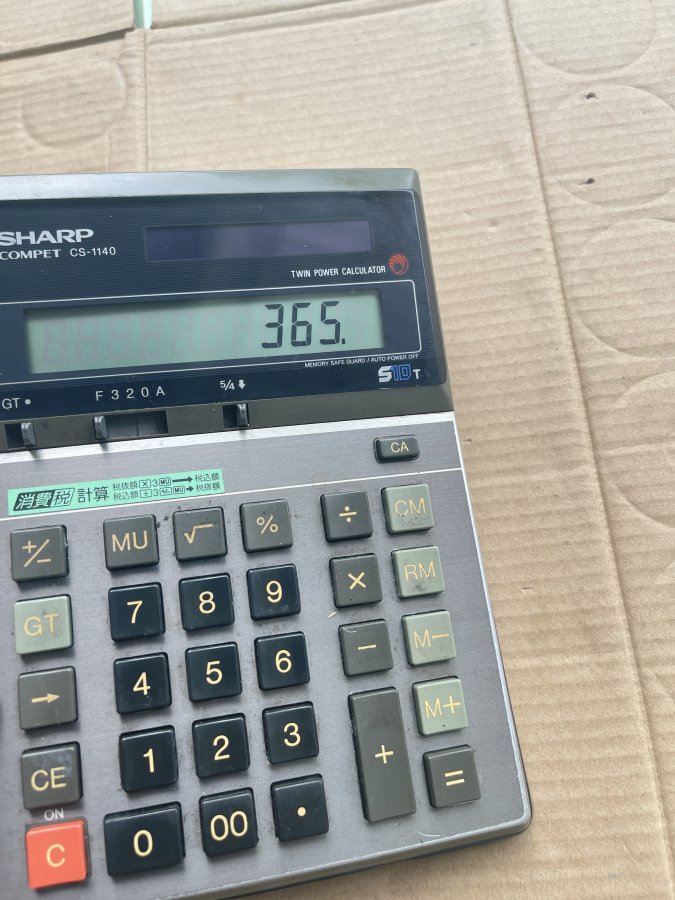 SHARP
COMPET CS-1140
TWIN POWER CALCULATOR
365.
MEMORY SAFE GUARD / AUTO POWER OFF
S10T
GT •
F 3 2 0 A
5/4 ⬇
CA
消費税計算
税抜額 × 3 MU → 税込額
税込額 ÷ 3 +/− MU → 税抜額
+/− MU √ % ÷ CM
GT 7 8 9 × RM
→ 4 5 6 − M−
CE 1 2 3 + M+
ON
C 0 00 • =